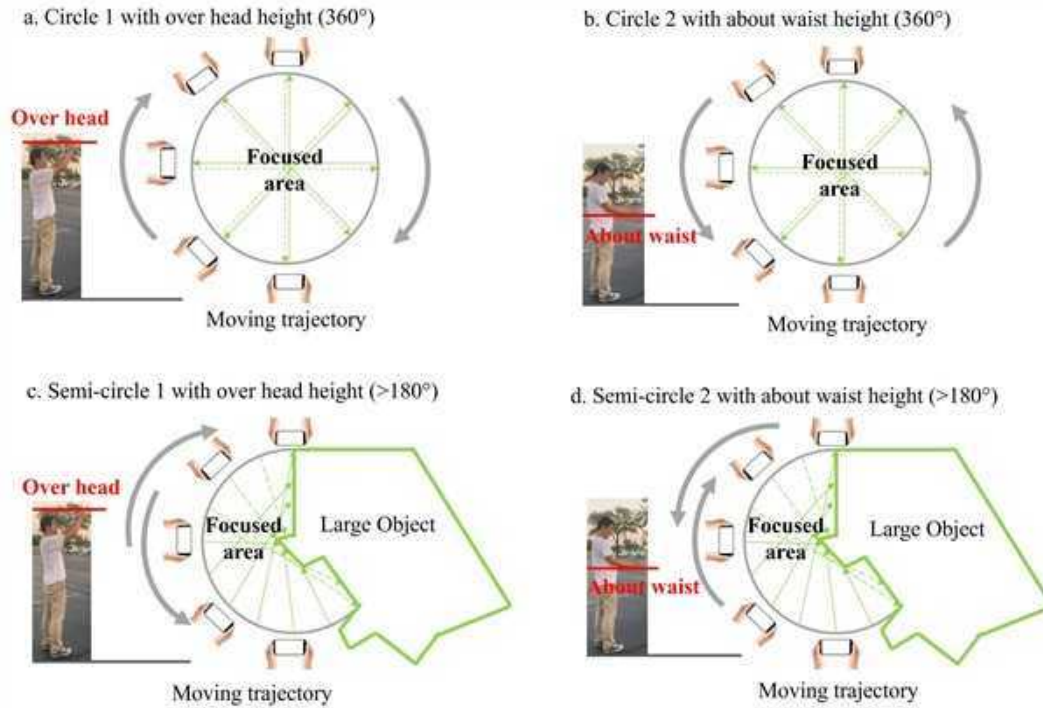 a. Circle 1 with over head height (360°)
b. Circle 2 with about waist height (360°)
Over head
Focused
area
About waist
Focused
area
Moving trajectory
Moving trajectory
c. Semi-circle 1 with over head height (>180°)
d. Semi-circle 2 with about waist height (>180°)
Over head
Focused
area
Large Object
About waist
Focused
area
Large Object
Moving trajectory
Moving trajectory